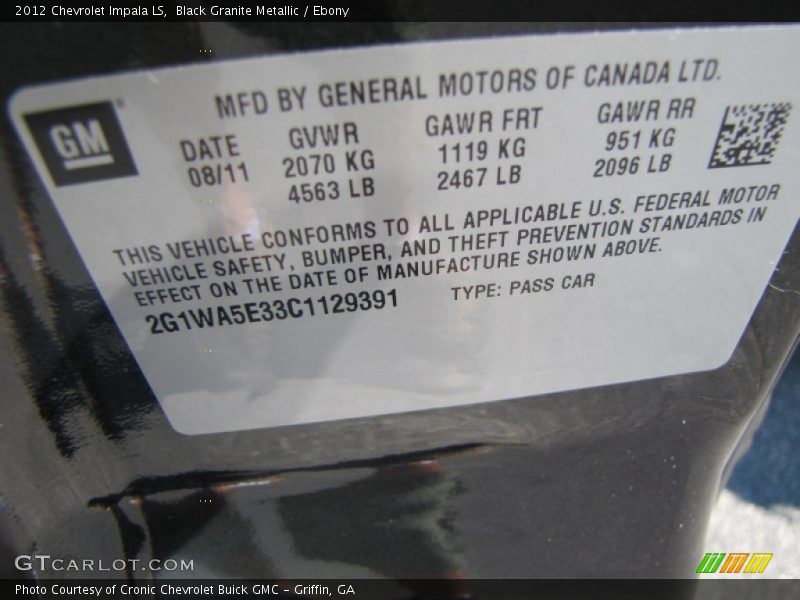 2012 Chevrolet Impala LS,  Black Granite Metallic / Ebony
MFD BY GENERAL MOTORS OF CANADA LTD.
GM
DATE GVWR GAWR FRT GAWR RR
08/11 2070 KG 1119 KG 951 KG
4563 LB 2467 LB 2096 LB
THIS VEHICLE CONFORMS TO ALL APPLICABLE U.S. FEDERAL MOTOR
VEHICLE SAFETY, BUMPER, AND THEFT PREVENTION STANDARDS IN
EFFECT ON THE DATE OF MANUFACTURE SHOWN ABOVE.
2G1WA5E33C1129391 TYPE: PASS CAR
GTCARLOT.COM
Photo Courtesy of Cronic Chevrolet Buick GMC – Griffin, GA